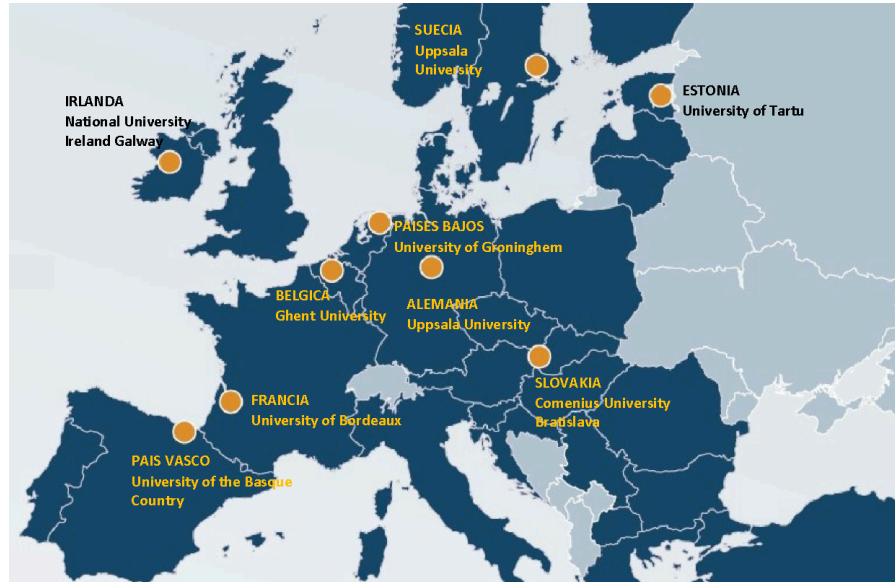 SUECIA
Uppsala
University
ESTONIA
University of Tartu
IRLANDA
National University
Ireland Galway
PAISES BAJOS
University of Groninghem
BELGICA
Ghent University
ALEMANIA
Uppsala University
SLOVAKIA
Comenius University
Bratislava
FRANCIA
University of Bordeaux
PAIS VASCO
University of the Basque
Country